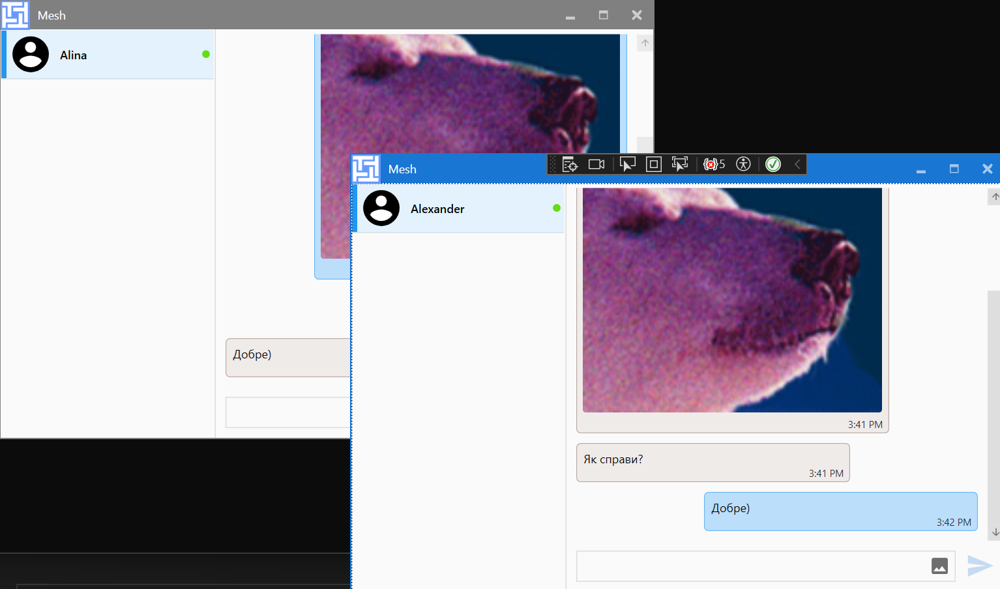 Mesh
Alina
Добре)
Mesh
5
Alexander
3:41 PM
Як справи?
3:41 PM
Добре)
3:42 PM